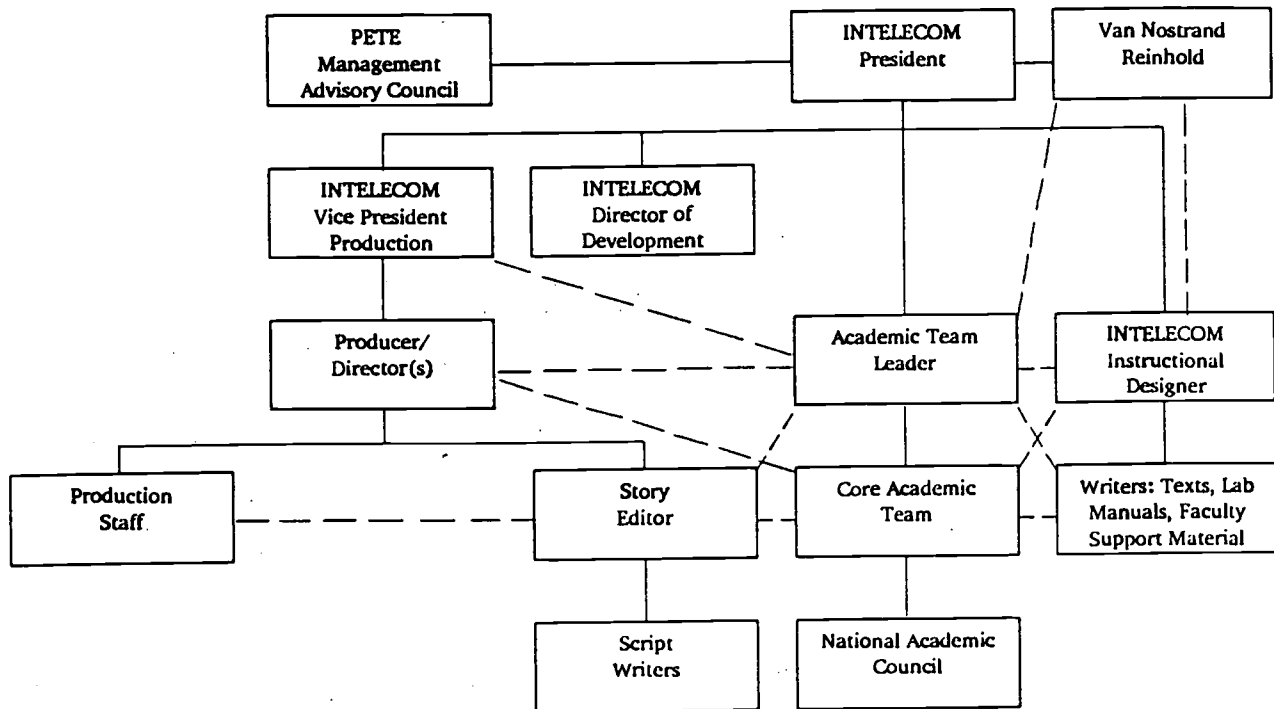 PETE
Management
Advisory Council
INTELECOM
President
Van Nostrand
Reinhold
INTELECOM
Vice President
Production
INTELECOM
Director of
Development
Producer/
Director(s)
Academic Team
Leader
INTELECOM
Instructional
Designer
Production
Staff
Story
Editor
Core Academic
Team
Writers: Texts, Lab
Manuals, Faculty
Support Material
Script
Writers
National Academic
Council